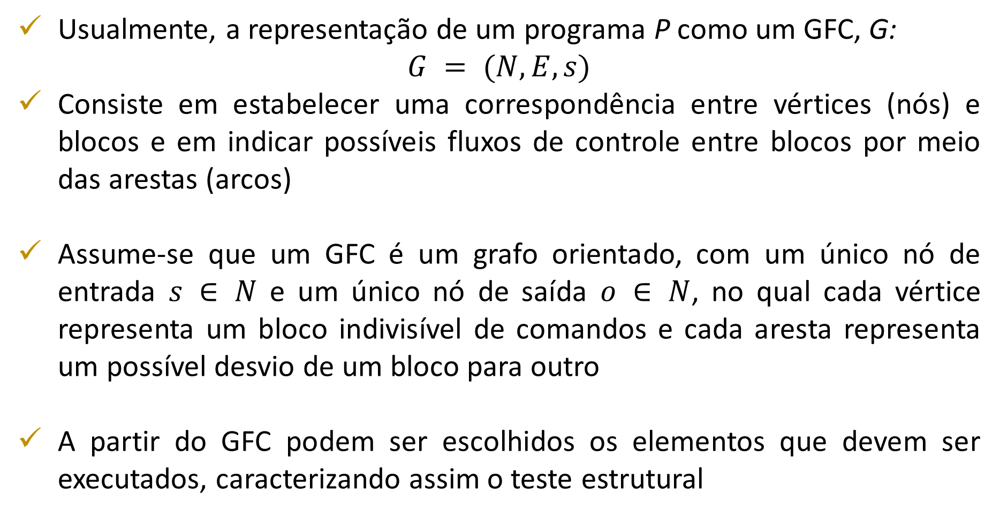 ✓ Usualmente, a representação de um programa P como um GFC, G:
G = (N, E, s)
✓ Consiste em estabelecer uma correspondência entre vértices (nós) e
blocos e em indicar possíveis fluxos de controle entre blocos por meio
das arestas (arcos)
✓ Assume-se que um GFC é um grafo orientado, com um único nó de
entrada s ∈ N e um único nó de saída o ∈ N, no qual cada vértice
representa um bloco indivisível de comandos e cada aresta representa
um possível desvio de um bloco para outro
✓ A partir do GFC podem ser escolhidos os elementos que devem ser
executados, caracterizando assim o teste estrutural